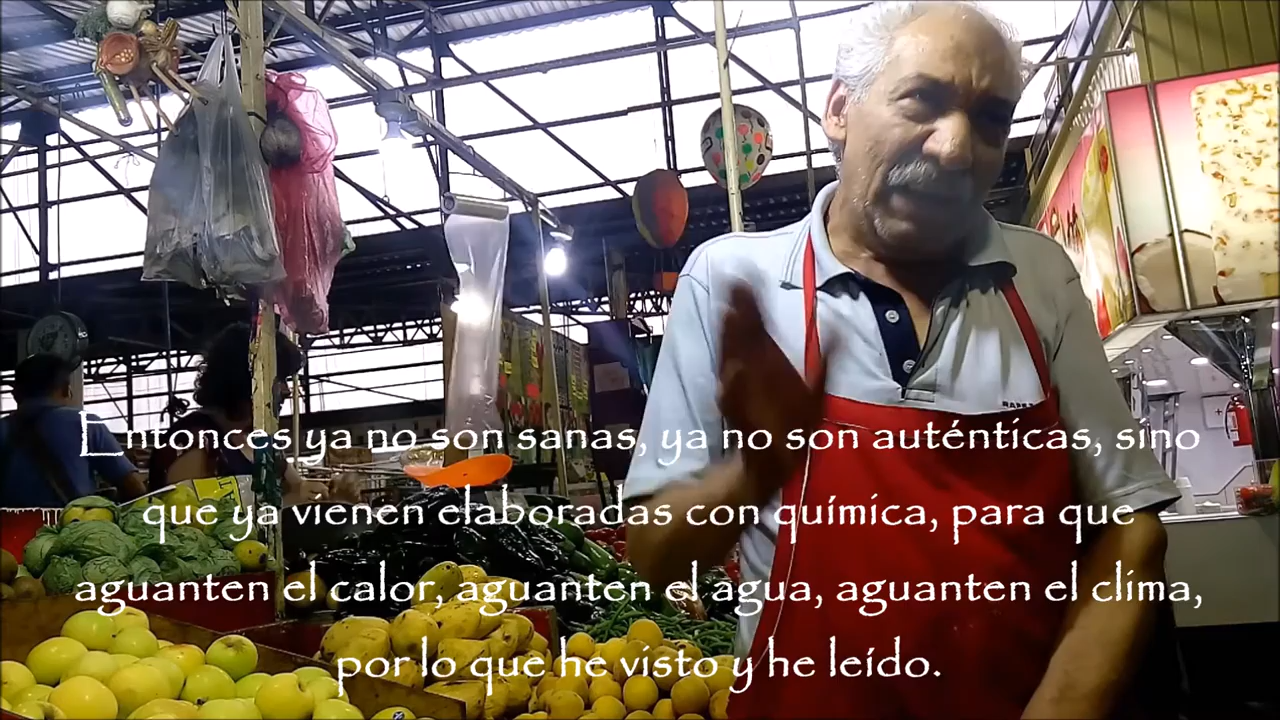 Entonces ya no son sanas, ya no son auténticas, sino
que ya vienen elaboradas con química, para que
aguanten el calor, aguanten el agua, aguanten el clima,
por lo que he visto y he leído.